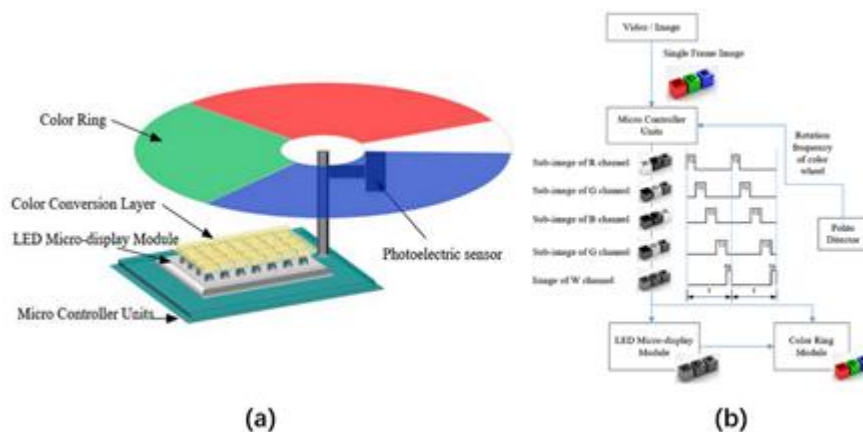 Color Ring
Color Conversion Layer
LED Micro-display Module
Micro Controller Units
Photoelectric sensor
(a)
Video / Image
Single Frame Image
Micro Controller
Units
Rotation
frequency
of color
wheel
Sub-image of R channel
Sub-image of G channel
Sub-image of B channel
Sub-image of G channel
Image of W channel
Director
LED Micro-display
Module
Color Ring
Module
(b)